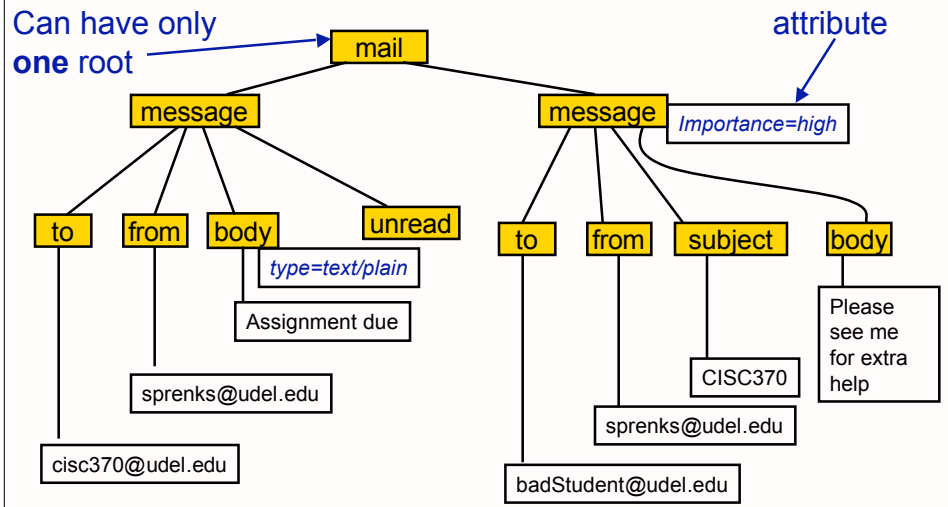 Can have only
one root
mail
attribute
message
message
Importance=high
to
from
body
unread
type=text/plain
Assignment due
to
from
subject
body
Please
see me
for extra
help
CISC370
sprenks@udel.edu
sprenks@udel.edu
cisc370@udel.edu
badStudent@udel.edu